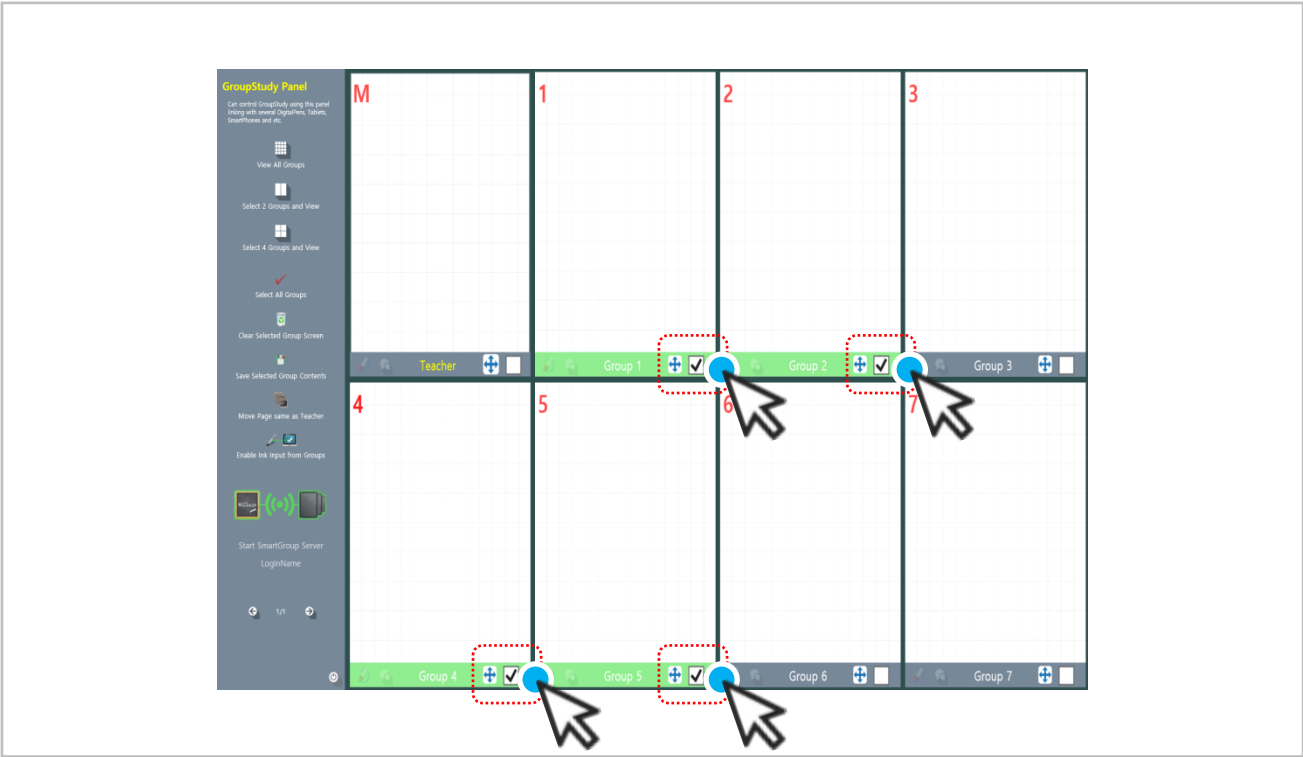 GroupStudy Panel
Can control GroupStudy using this panel
linking with several DigitalPens, Tablets,
SmartPhones and etc.
View All Groups
Select 2 Groups and View
Select 4 Groups and View
Select All Groups
Clear Selected Group Screen
Save Selected Group Contents
Move Page same as Teacher
Enable Ink Input from Groups
Start SmartGroup Server
LoginName
1/1
M
1
2
3
Teacher
Group 1
Group 2
Group 3
4
5
6
7
Group 4
Group 5
Group 6
Group 7